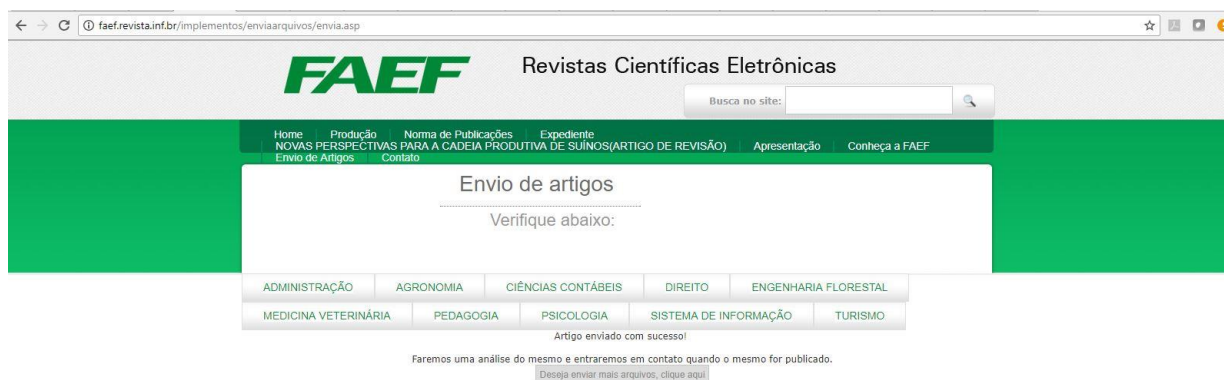 faef.revista.inf.br/implementos/enviaarquivos/envia.asp
FAEF
Revistas Científicas Eletrônicas
Busca no site:
Home Produção Norma de Publicações Expediente
NOVAS PERSPECTIVAS PARA A CADEIA PRODUTIVA DE SUÍNOS(ARTIGO DE REVISÃO) Apresentação Conheça a FAEF
Envio de Artigos Contato
Envio de artigos
Verifique abaixo:
ADMINISTRAÇÃO AGRONOMIA CIÊNCIAS CONTÁBEIS DIREITO ENGENHARIA FLORESTAL
MEDICINA VETERINÁRIA PEDAGOGIA PSICOLOGIA SISTEMA DE INFORMAÇÃO TURISMO
Artigo enviado com sucesso!
Faremos uma análise do mesmo e entraremos em contato quando o mesmo for publicado.
Deseja enviar mais arquivos, clique aqui